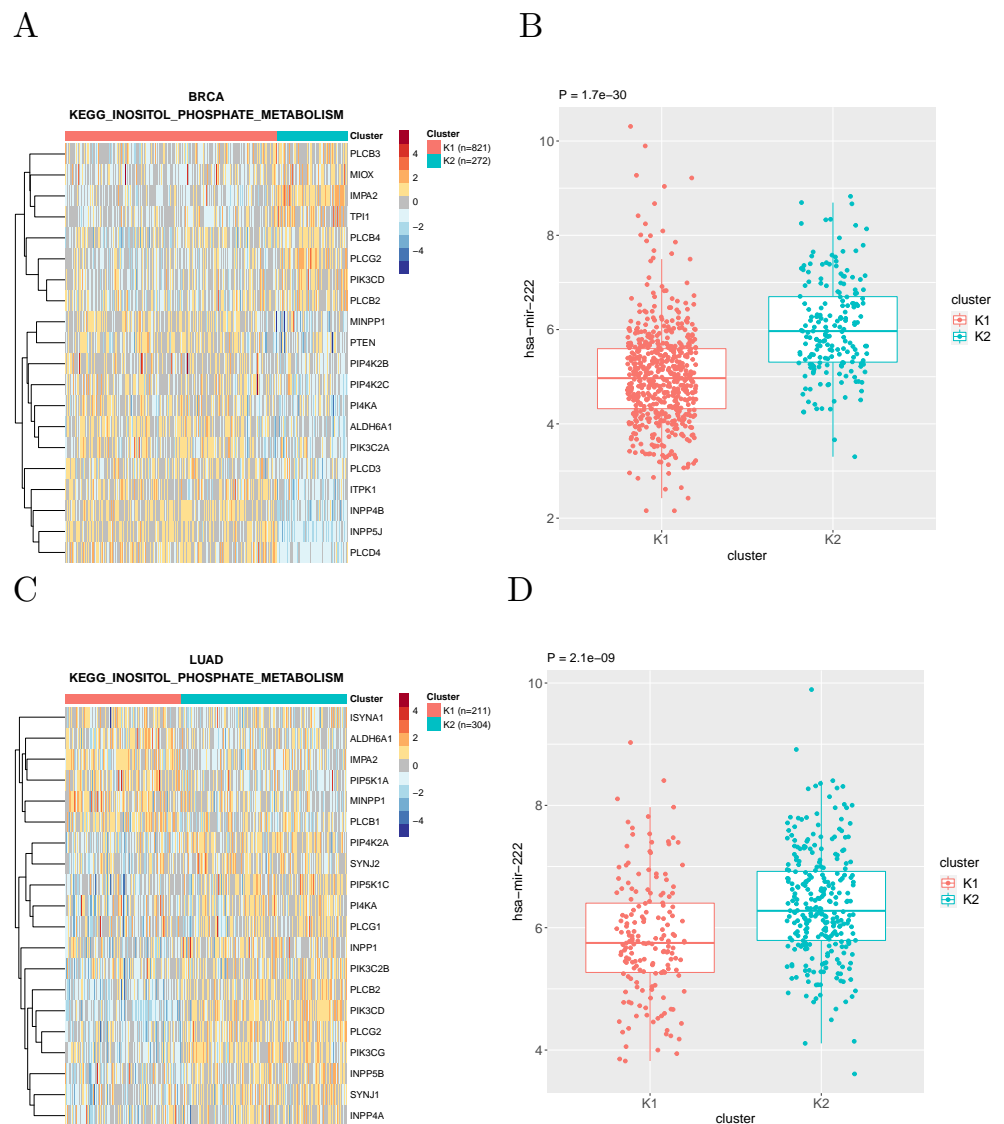 A
BRCA
KEGG_INOSITOL_PHOSPHATE_METABOLISM
Cluster
PLCB3
MIOX
IMPA2
TPI1
PLCB4
PLCG2
PIK3CD
PLCB2
MINPP1
PTEN
PIP4K2B
PIP4K2C
PI4KA
ALDH6A1
PIK3C2A
PLCD3
ITPK1
INPP4B
INPP5J
PLCD4
4
2
0
−2
−4
Cluster
K1 (n=821)
K2 (n=272)
B
P = 1.7e−30
10
8
6
4
2
hsa−mir−222
K1
K2
cluster
cluster
K1
K2
C
LUAD
KEGG_INOSITOL_PHOSPHATE_METABOLISM
Cluster
ISYNA1
ALDH6A1
IMPA2
PIP5K1A
MINPP1
PLCB1
PIP4K2A
SYNJ2
PIP5K1C
PI4KA
PLCG1
INPP1
PIK3C2B
PLCB2
PIK3CD
PLCG2
PIK3CG
INPP5B
SYNJ1
INPP4A
4
2
0
−2
−4
Cluster
K1 (n=211)
K2 (n=304)
D
P = 2.1e−09
10
8
6
4
hsa−mir−222
K1
K2
cluster
cluster
K1
K2